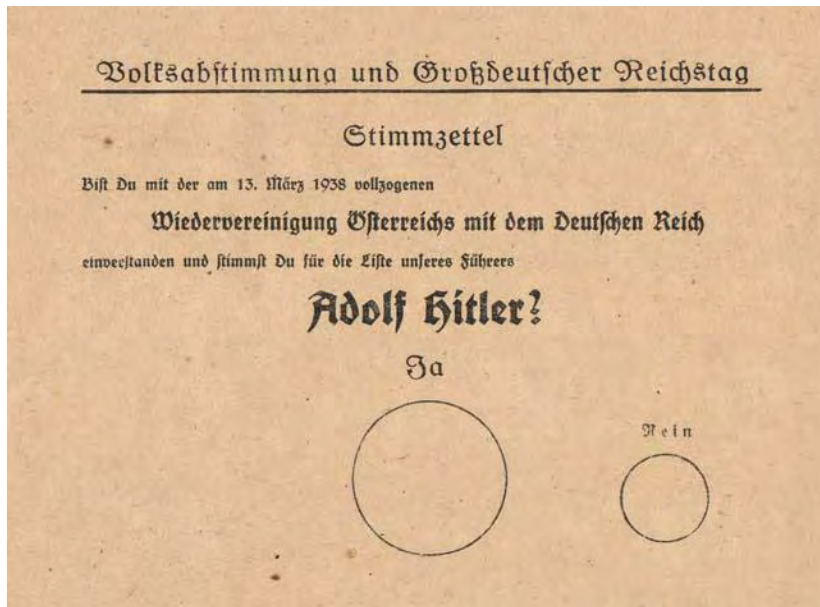 Volksabstimmung und Großdeutscher Reichstag
Stimmzettel
Bist Du mit der am 13. März 1938 vollzogenen
Wiedervereinigung Österreichs mit dem Deutschen Reich
einverstanden und stimmst Du für die Liste unseres Führers
Adolf Hitler?
Ja
Nein